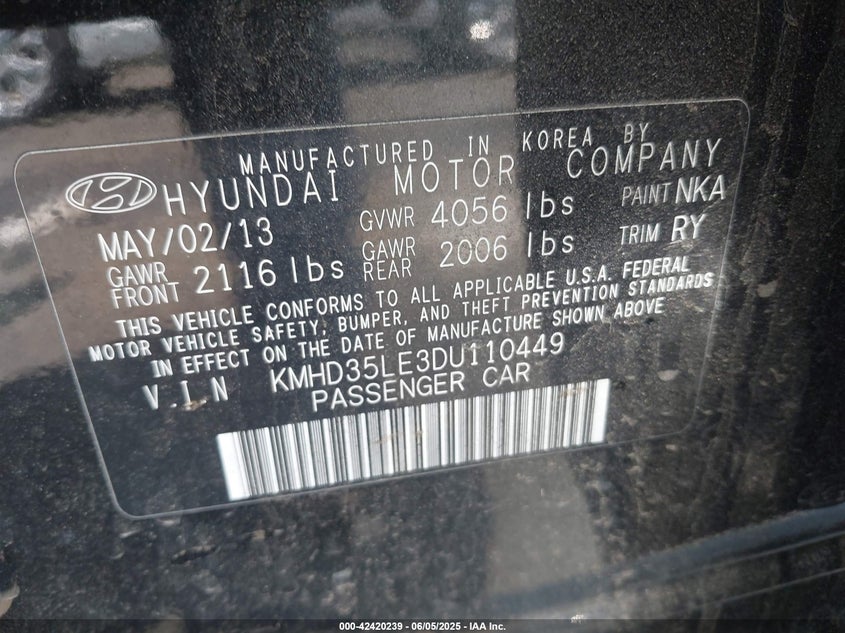 MANUFACTURED IN KOREA BY
HYUNDAI MOTOR COMPANY
MAY/02/13 GVWR 4056 lbs PAINT NKA
GAWR FRONT 2116 lbs GAWR REAR 2006 lbs TRIM RY
THIS VEHICLE CONFORMS TO ALL APPLICABLE U.S.A. FEDERAL
MOTOR VEHICLE SAFETY, BUMPER, AND THEFT PREVENTION STANDARDS
IN EFFECT ON THE DATE OF MANUFACTURE SHOWN ABOVE
V.I.N KMHD35LE3DU110449
PASSENGER CAR
000-42420239 - 06/05/2025 - IAA Inc.